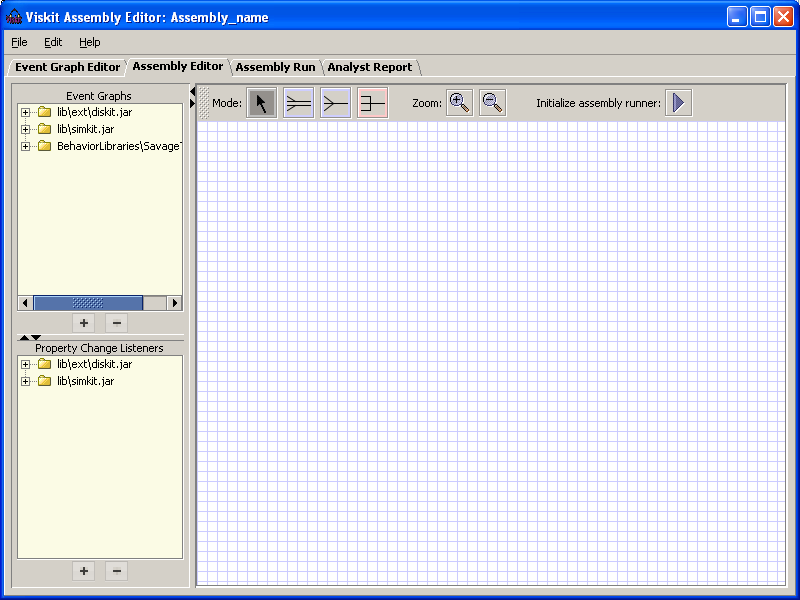 Viskit Assembly Editor: Assembly_name
File Edit Help
Event Graph Editor Assembly Editor Assembly Run Analyst Report
Event Graphs
lib\ext\diskit.jar
lib\simkit.jar
BehaviorLibraries\Savage
Mode: Zoom: Initialize assembly runner:
Property Change Listeners
lib\ext\diskit.jar
lib\simkit.jar